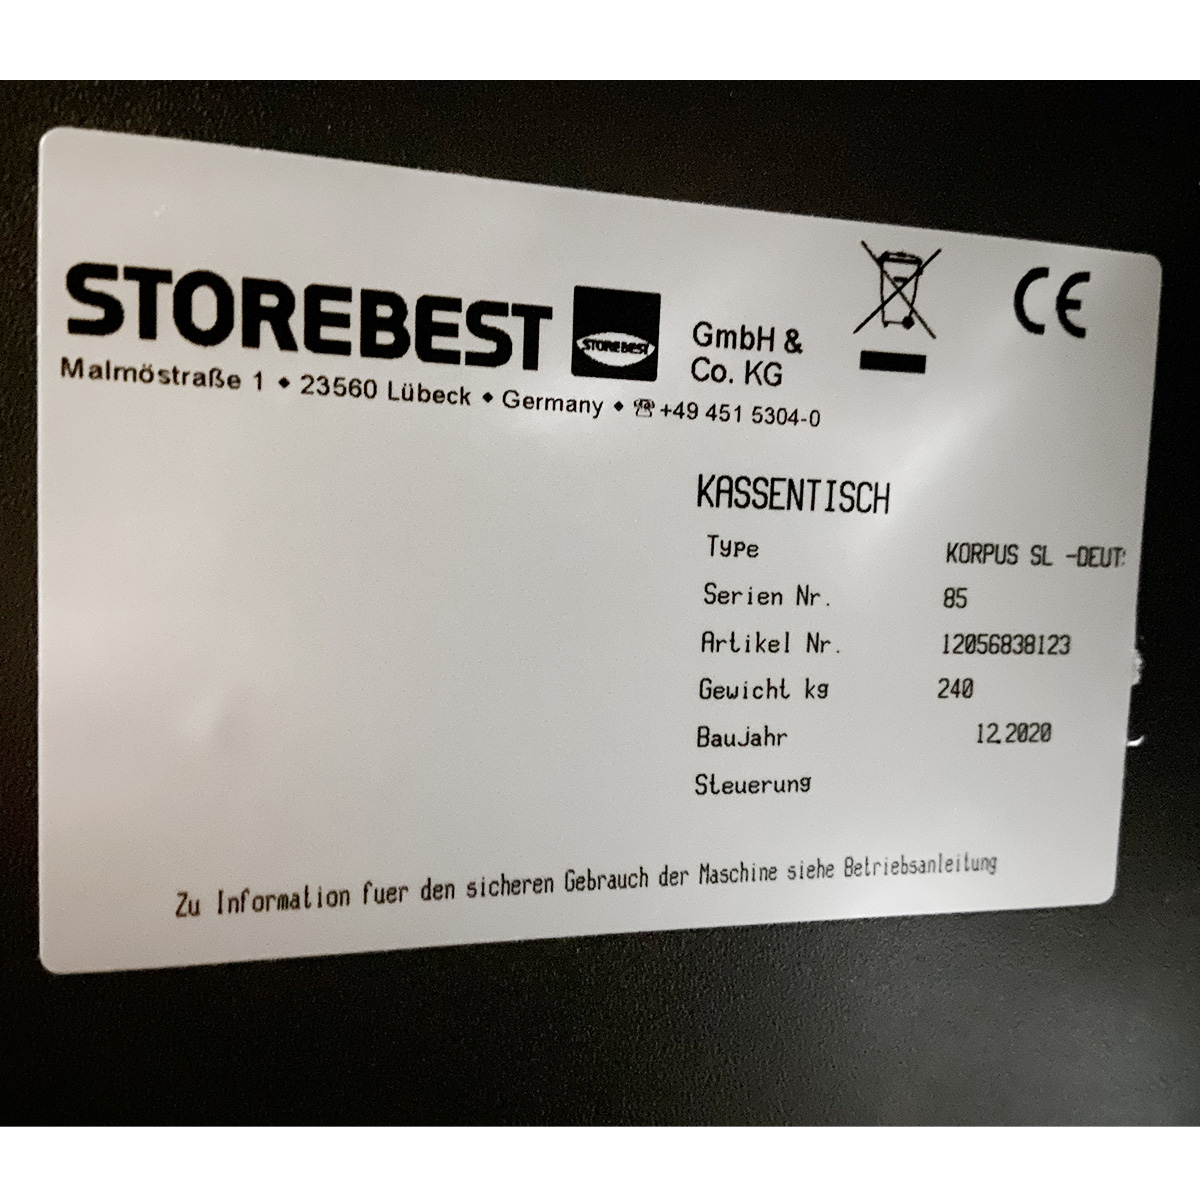 STOREBEST STOREBEST GmbH &
Co. KG
CE
Malmöstraße 1 ◆ 23560 Lübeck ◆ Germany ◆ ☎ +49 451 5304-0
KASSENTISCH
Type KORPUS SL -DEUT
Serien Nr. 85
Artikel Nr. 12056838123
Gewicht kg 240
Baujahr 12.2020
Steuerung
Zu Information fuer den sicheren Gebrauch der Maschine siehe Betriebsanleitung